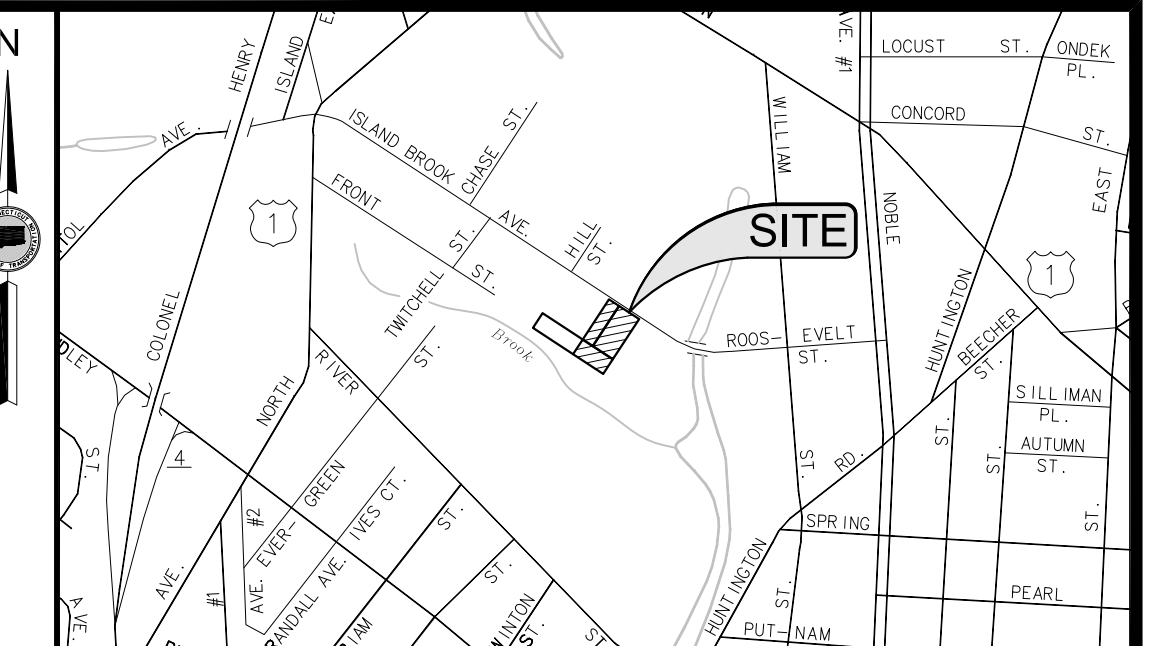 N
HENRY
ISLAND
AVE. #1
LOCUST ST.
ONDEK
PL.
CONCORD
ST.
EAST
AVE.
ISLAND BROOK
AVE.
CHASE ST.
WILLIAM
ST.
FRONT
ST.
1
HILL
ST.
SITE
NOBLE
1
TWITCHELL
ST.
Brook
ROOS- EVELT
ST.
HUNTINGTON
ST.
BEECHER
ST.
COLONEL
NORTH
AVE.
RIVER
ST.
SILLIMAN
PL.
AUTUMN
ST.
ST.
ST.
4
RD.
ST.
#2
EVER- GREEN
ST.
IVES CT.
SPRING
ST.
AVE.
RANDALL AVE.
#1
ST.
HUNTINGTON
PEARL
ST.
PUT-NAM
ST.
AVE.